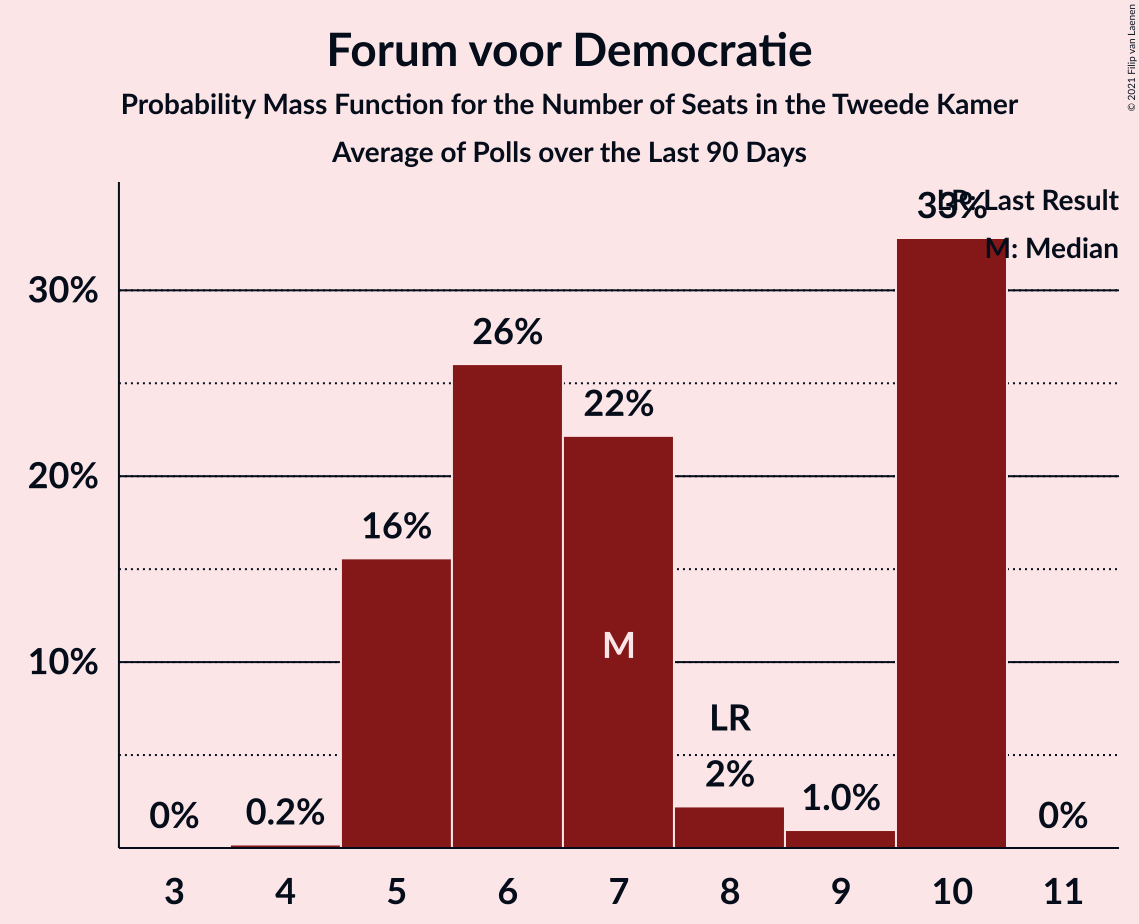 Forum voor Democratie
Probability Mass Function for the Number of Seats in the Tweede Kamer
Average of Polls over the Last 90 Days
© 2021 Filip van Laenen
LR: Last Result
M: Median
30%
20%
10%
0%
0.2%
16%
26%
22%
2%
1.0%
33%
0%
M
LR
3 4 5 6 7 8 9 10 11